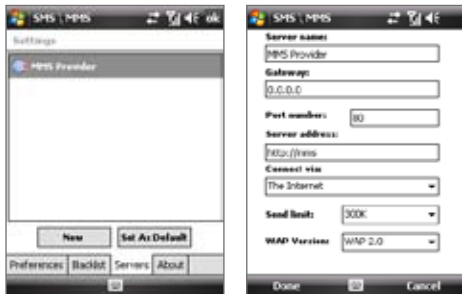 SMS \ MMS
ok
Settings
MMS Provider
New
Set As Default
Preferences
Backlist
Servers
About
SMS \ MMS
Server name:
MMS Provider
Gateway:
0.0.0.0
Port number:
80
Server address:
http://mms
Connect via:
The Internet
Send limit:
300K
WAP Version:
WAP 2.0
Done
Cancel